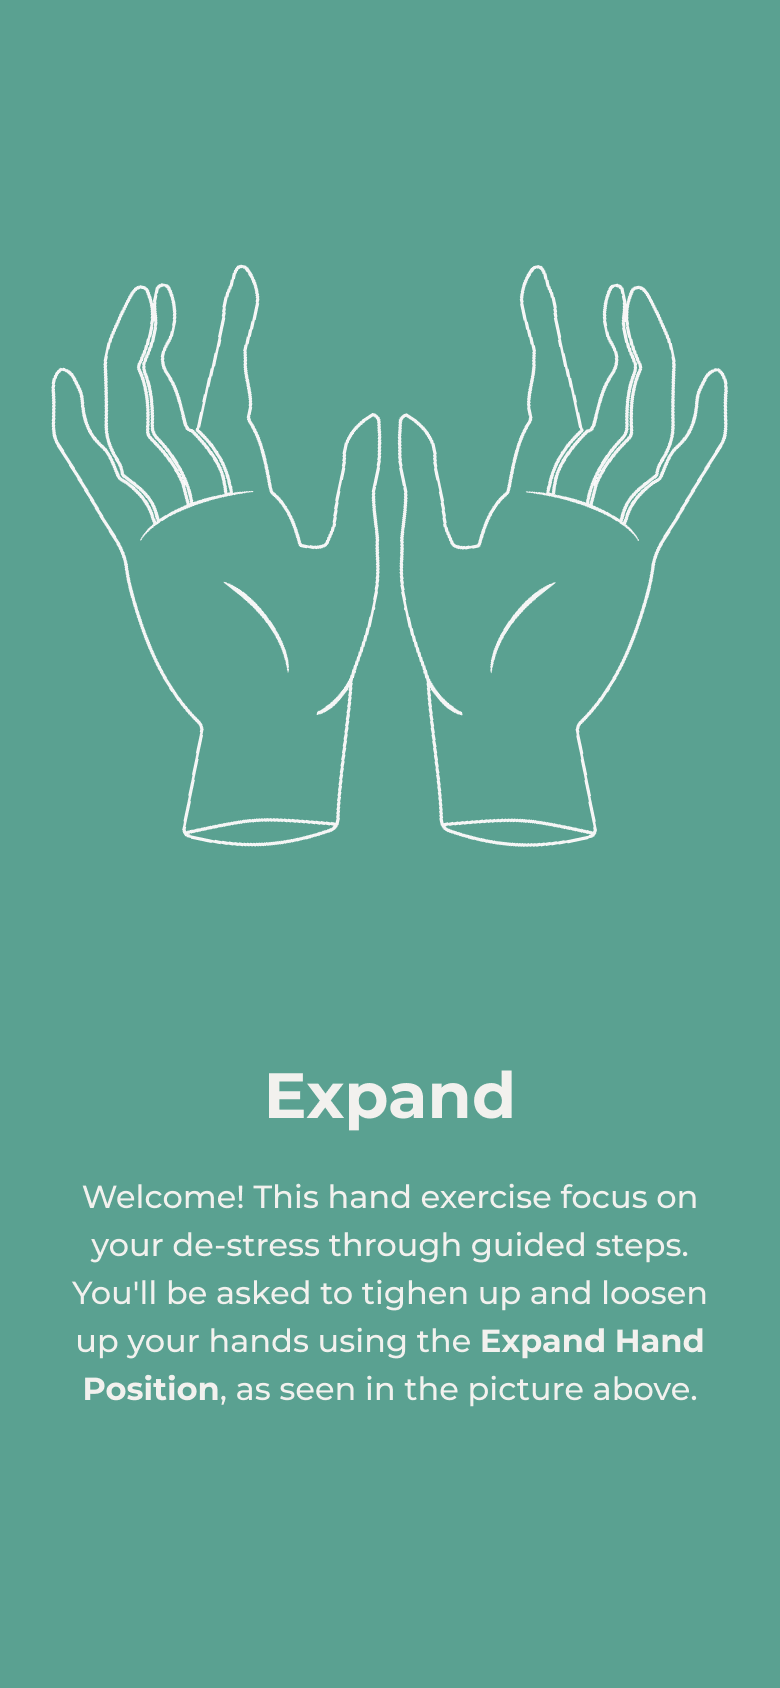 Expand
Welcome! This hand exercise focus on
your de-stress through guided steps.
You'll be asked to tighen up and loosen
up your hands using the Expand Hand
Position, as seen in the picture above.